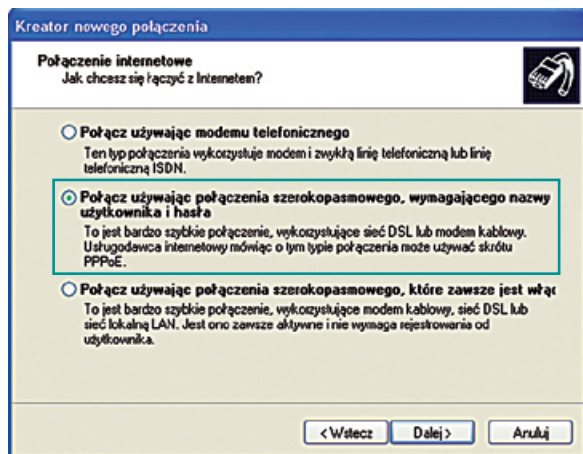 Kreator nowego połączenia
Połączenie internetowe
Jak chcesz się łączyć z Internetem?
Połącz używając modemu telefonicznego
Ten typ połączenia wykorzystuje modem i zwykłą linię telefoniczną lub linię
telefoniczną ISDN.
Połącz używając połączenia szerokopasmowego, wymagającego nazwy
użytkownika i hasła
To jest bardzo szybkie połączenie, wykorzystujące sieć DSL lub modem kablowy.
Usługodawca internetowy mówiąc o tym typie połączenia może używać skrótu
PPPoE.
Połącz używając połączenia szerokopasmowego, które zawsze jest włąc
To jest bardzo szybkie połączenie, wykorzystujące modem kablowy, sieć DSL lub
sieć lokalną LAN. Jest ono zawsze aktywne i nie wymaga rejestrowania od
użytkownika.
< Wstecz Dalej > Anuluj